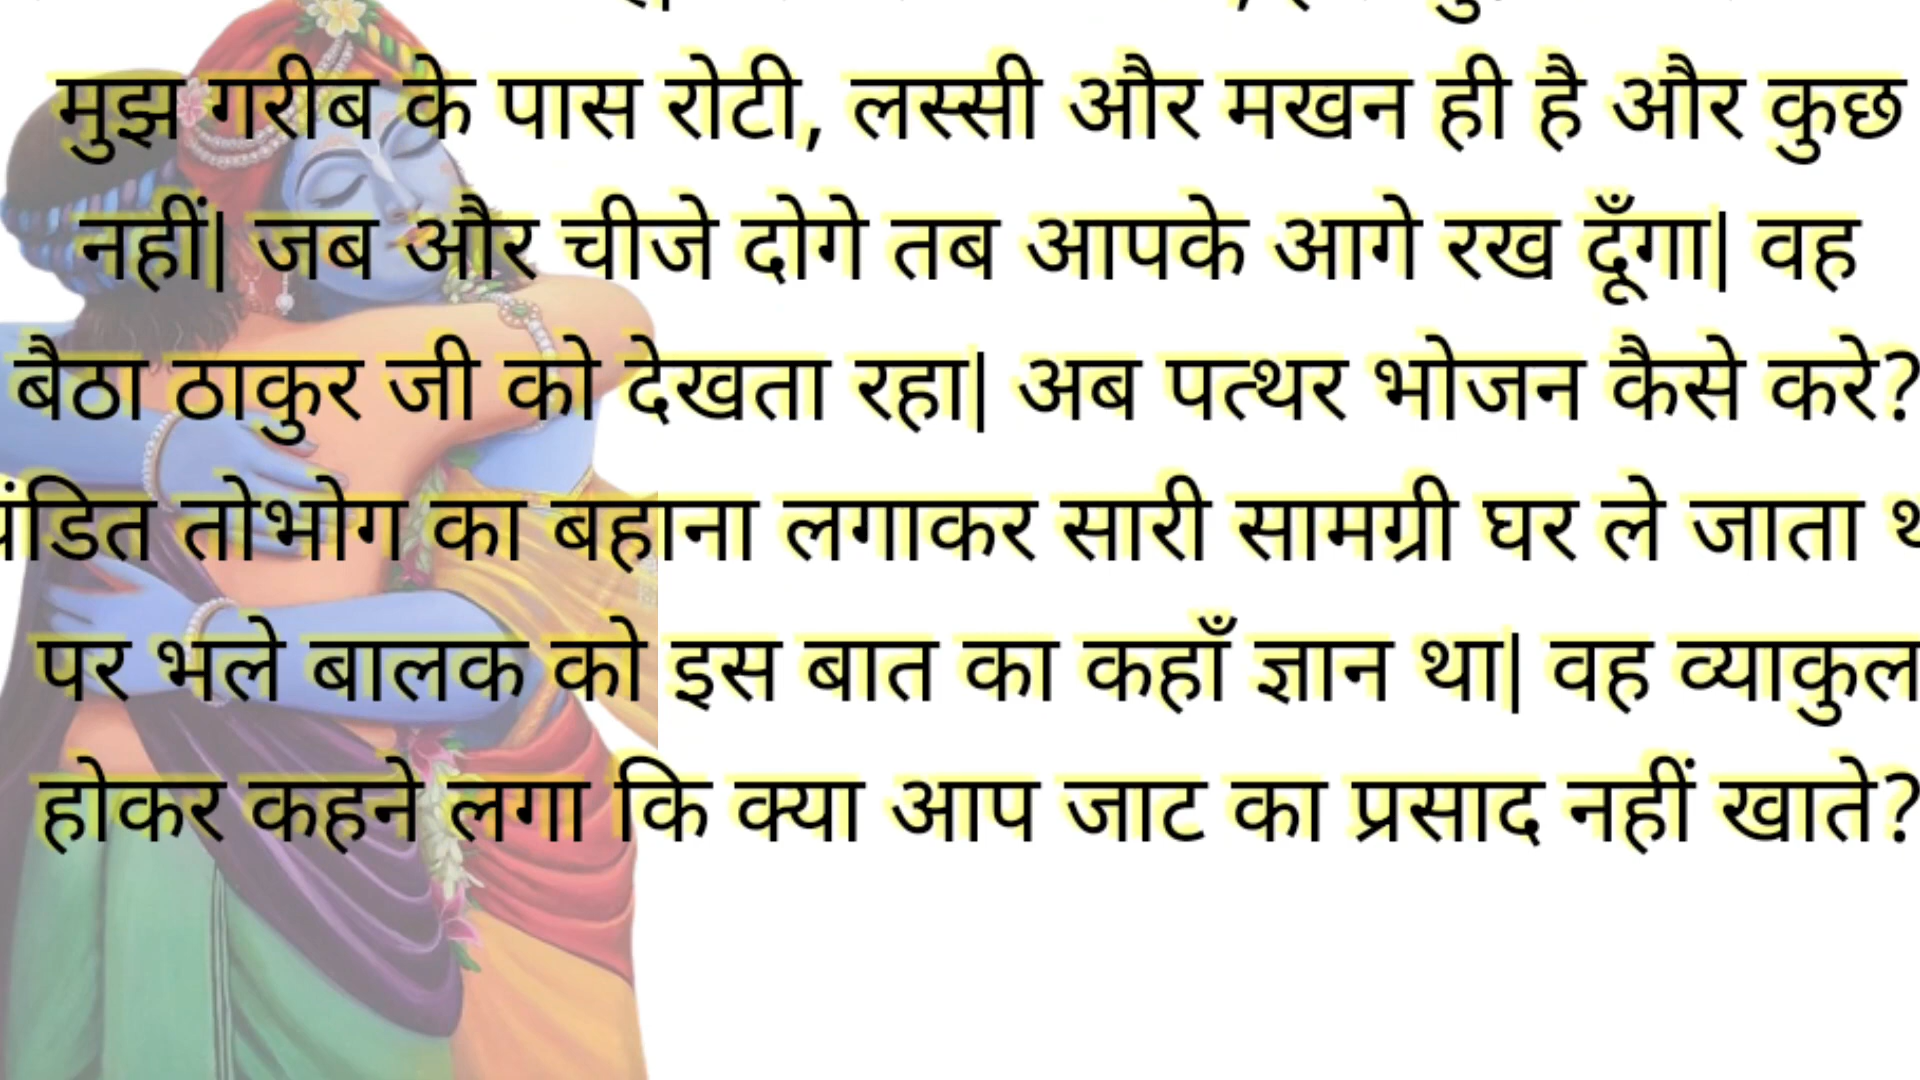 मुझ गरीब के पास रोटी, लस्सी और मखन ही है और कुछ
नहीं| जब और चीजे दोगे तब आपके आगे रख दूँगा| वह
बैठा ठाकुर जी को देखता रहा| अब पत्थर भोजन कैसे करे?
पंडित तोभोग का बहाना लगाकर सारी सामग्री घर ले जाता
पर भले बालक को इस बात का कहाँ ज्ञान था| वह व्याकुल
होकर कहने लगा कि क्या आप जाट का प्रसाद नहीं खाते?